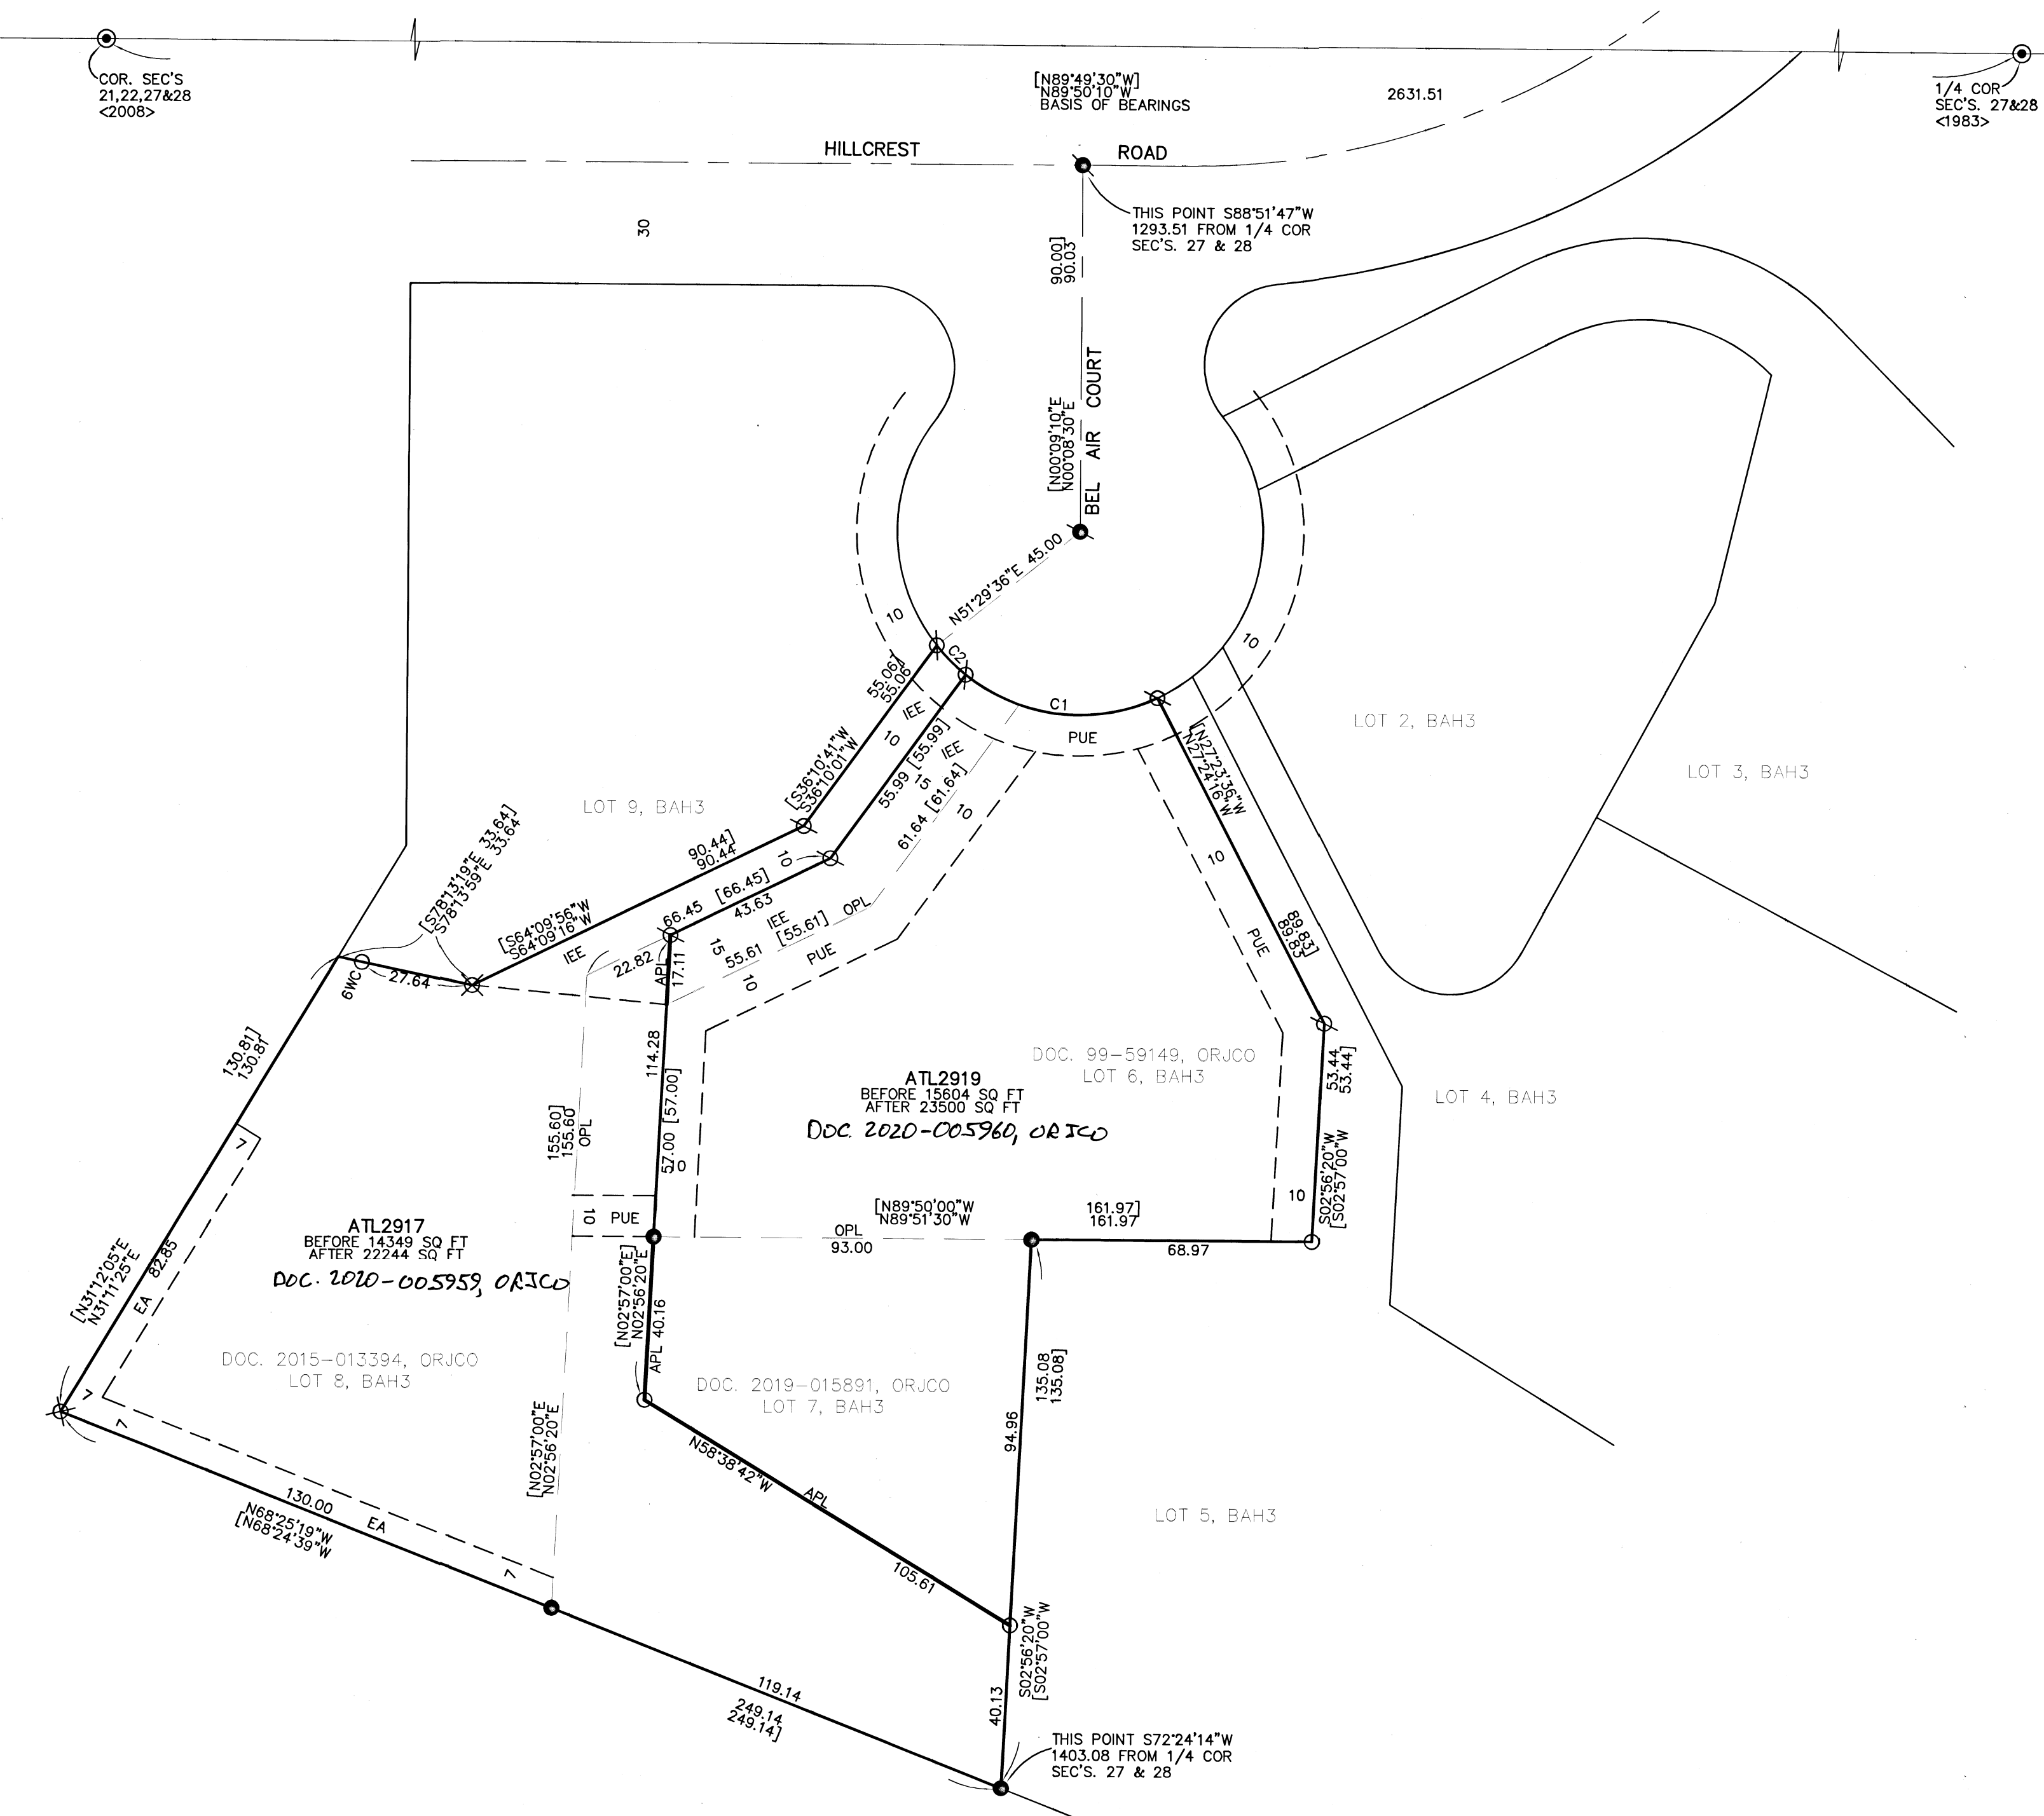 COR. SEC'S
21,22,27&28
<2008>
[N89°49'30"W]
N89°50'10"W
BASIS OF BEARINGS
2631.51
1/4 COR
SEC'S. 27&28
<1983>
HILLCREST ROAD
THIS POINT S88°51'47"W
1293.51 FROM 1/4 COR
SEC'S. 27 & 28
30
90.00]
90.03
[N00°09'10"E
N00°08'30"E
BEL AIR COURT
N51°29'36"E 45.00
10
10
C2
C1
PUE
55.06]
55.06
[S36°10'41"W
S36°10'01"W
IEE
10
55.99 [55.99]
IEE
15
61.64 [61.64]
10
[N27°23'36"W
N27°24'16"W
89.83]
89.83
10
PUE
LOT 2, BAH3
LOT 3, BAH3
LOT 9, BAH3
[S78°13'19"E 33.64]
S78°13'59"E 33.64
90.44]
90.44
[S64°09'56"W
S64°09'16"W
IEE
10
66.45 [66.45]
43.63
22.82
IEE
15
55.61 [55.61]
OPL
PUE
10
APL
17.11
6WC
27.64
130.81]
130.81
114.28
57.00 [57.00]
10
155.60]
155.60
OPL
DOC. 99-59149, ORJCO
LOT 6, BAH3
ATL2919
BEFORE 15604 SQ FT
AFTER 23500 SQ FT
DOC. 2020-005960, ORJCO
53.44
53.44]
S02°56'20"W
[S02°57'00"W
LOT 4, BAH3
7
10 PUE
[N89°50'00"W
N89°51'30"W
161.97]
161.97
10
OPL
93.00
68.97
ATL2917
BEFORE 14349 SQ FT
AFTER 22244 SQ FT
DOC. 2020-005959, ORJCO
[N31°12'05"E
N31°11'25"E
82.85
EA
[N02°57'00"E]
N02°56'20"E
APL 40.16
DOC. 2015-013394, ORJCO
LOT 8, BAH3
DOC. 2019-015891, ORJCO
LOT 7, BAH3
135.08
135.08]
94.96
7
7
[N02°57'00"E
N02°56'20"E
N58°38'42"W
APL
105.61
LOT 5, BAH3
130.00
EA
N68°25'19"W
[N68°24'39"W
7
S02°56'20"W
[S02°57'00"W
119.14
249.14
249.14]
40.13
THIS POINT S72°24'14"W
1403.08 FROM 1/4 COR
SEC'S. 27 & 28